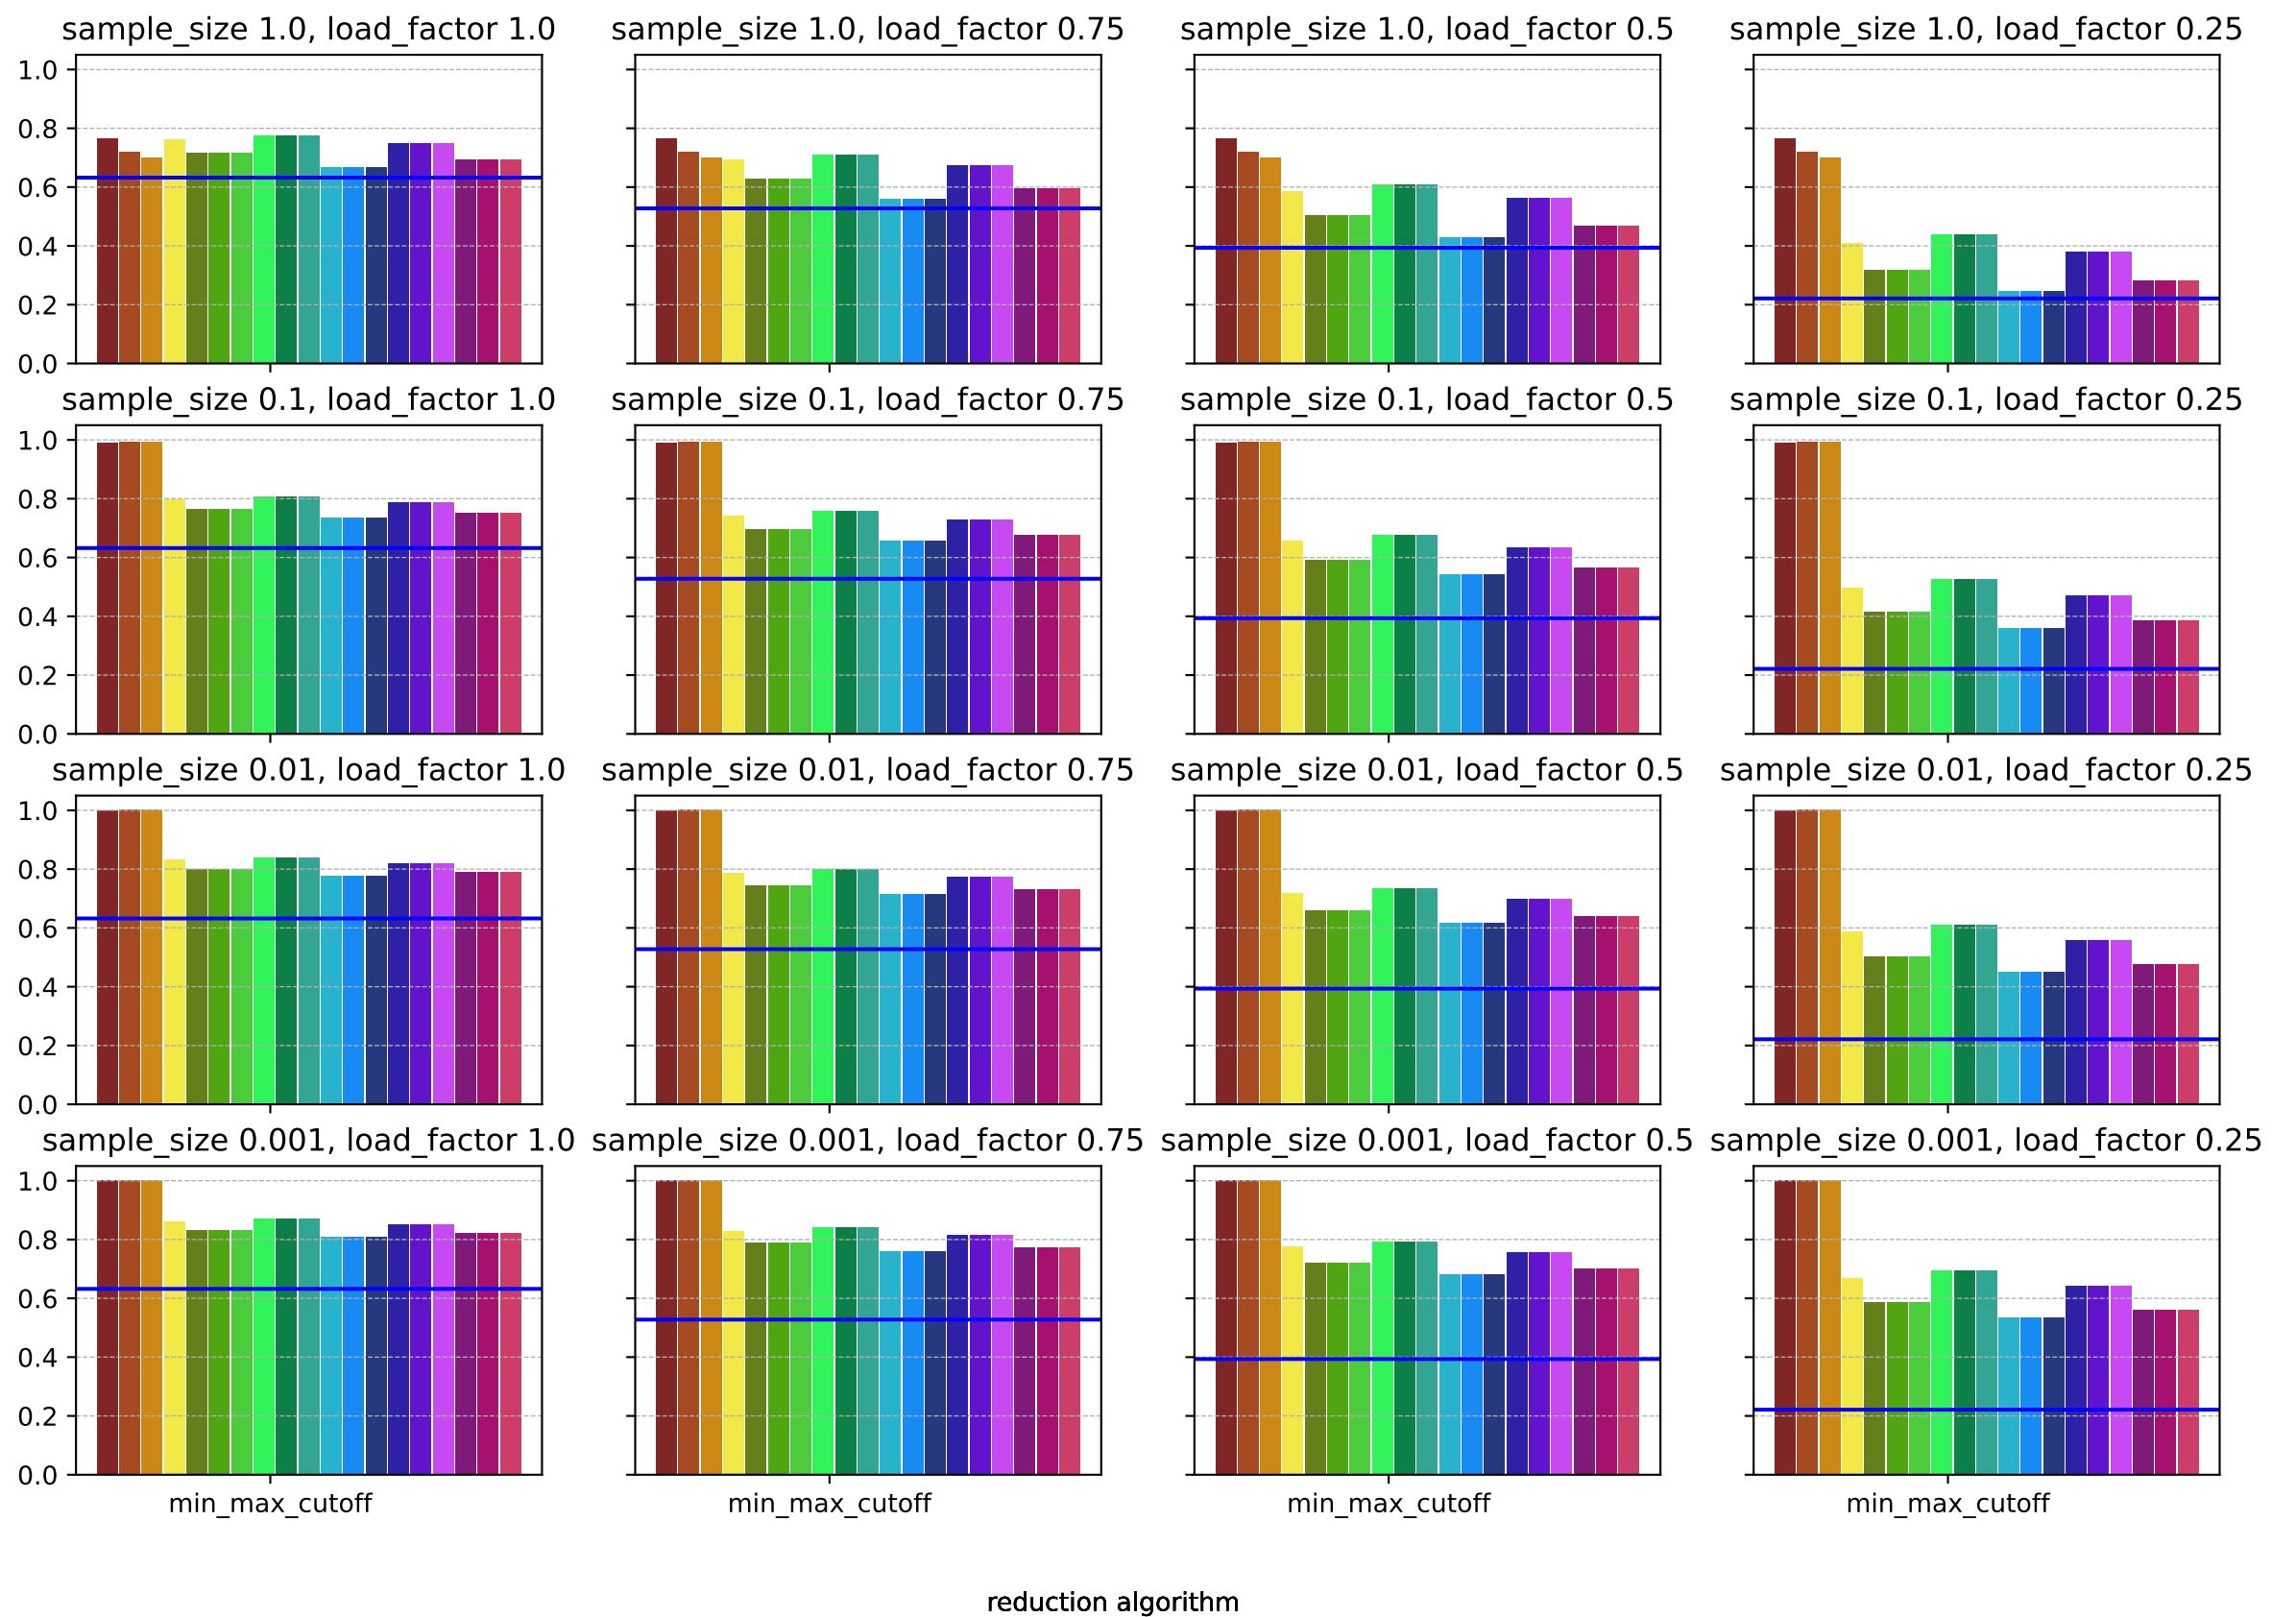 sample_size 1.0, load_factor 1.0
sample_size 1.0, load_factor 0.75
sample_size 1.0, load_factor 0.5
sample_size 1.0, load_factor 0.25
1.0
0.8
0.6
0.4
0.2
0.0
sample_size 0.1, load_factor 1.0
sample_size 0.1, load_factor 0.75
sample_size 0.1, load_factor 0.5
sample_size 0.1, load_factor 0.25
1.0
0.8
0.6
0.4
0.2
0.0
sample_size 0.01, load_factor 1.0
sample_size 0.01, load_factor 0.75
sample_size 0.01, load_factor 0.5
sample_size 0.01, load_factor 0.25
1.0
0.8
0.6
0.4
0.2
0.0
sample_size 0.001, load_factor 1.0
sample_size 0.001, load_factor 0.75
sample_size 0.001, load_factor 0.5
sample_size 0.001, load_factor 0.25
1.0
0.8
0.6
0.4
0.2
0.0
min_max_cutoff
min_max_cutoff
min_max_cutoff
min_max_cutoff
reduction algorithm